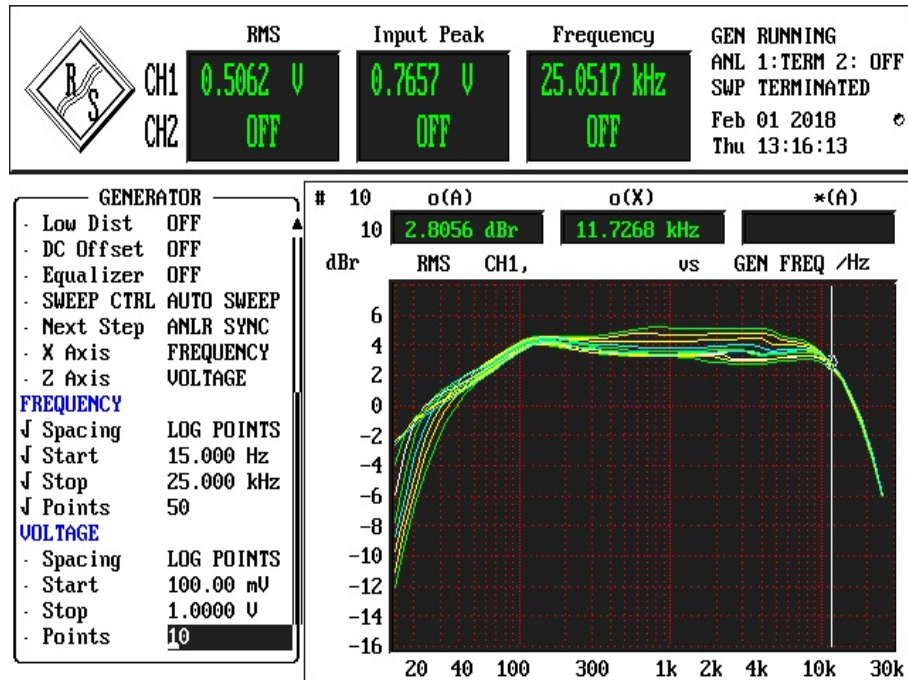 RMS Input Peak Frequency
CH1 0.5062 V 0.7657 V 25.0517 kHz
CH2 OFF OFF OFF
R S
GEN RUNNING
ANL 1:TERM 2: OFF
SWP TERMINATED
Feb 01 2018
Thu 13:16:13
GENERATOR
· Low Dist OFF
· DC Offset OFF
· Equalizer OFF
· SWEEP CTRL AUTO SWEEP
· Next Step ANLR SYNC
· X Axis FREQUENCY
· Z Axis VOLTAGE
FREQUENCY
√ Spacing LOG POINTS
√ Start 15.000 Hz
√ Stop 25.000 kHz
√ Points 50
VOLTAGE
· Spacing LOG POINTS
· Start 100.00 mV
· Stop 1.0000 V
· Points 10
# 10 o(A) o(X) *(A)
10 2.8056 dBr 11.7268 kHz
dBr RMS CH1, vs GEN FREQ /Hz
6
4
2
0
-2
-4
-6
-8
-10
-12
-14
-16
20 40 100 300 1k 2k 4k 10k 30k